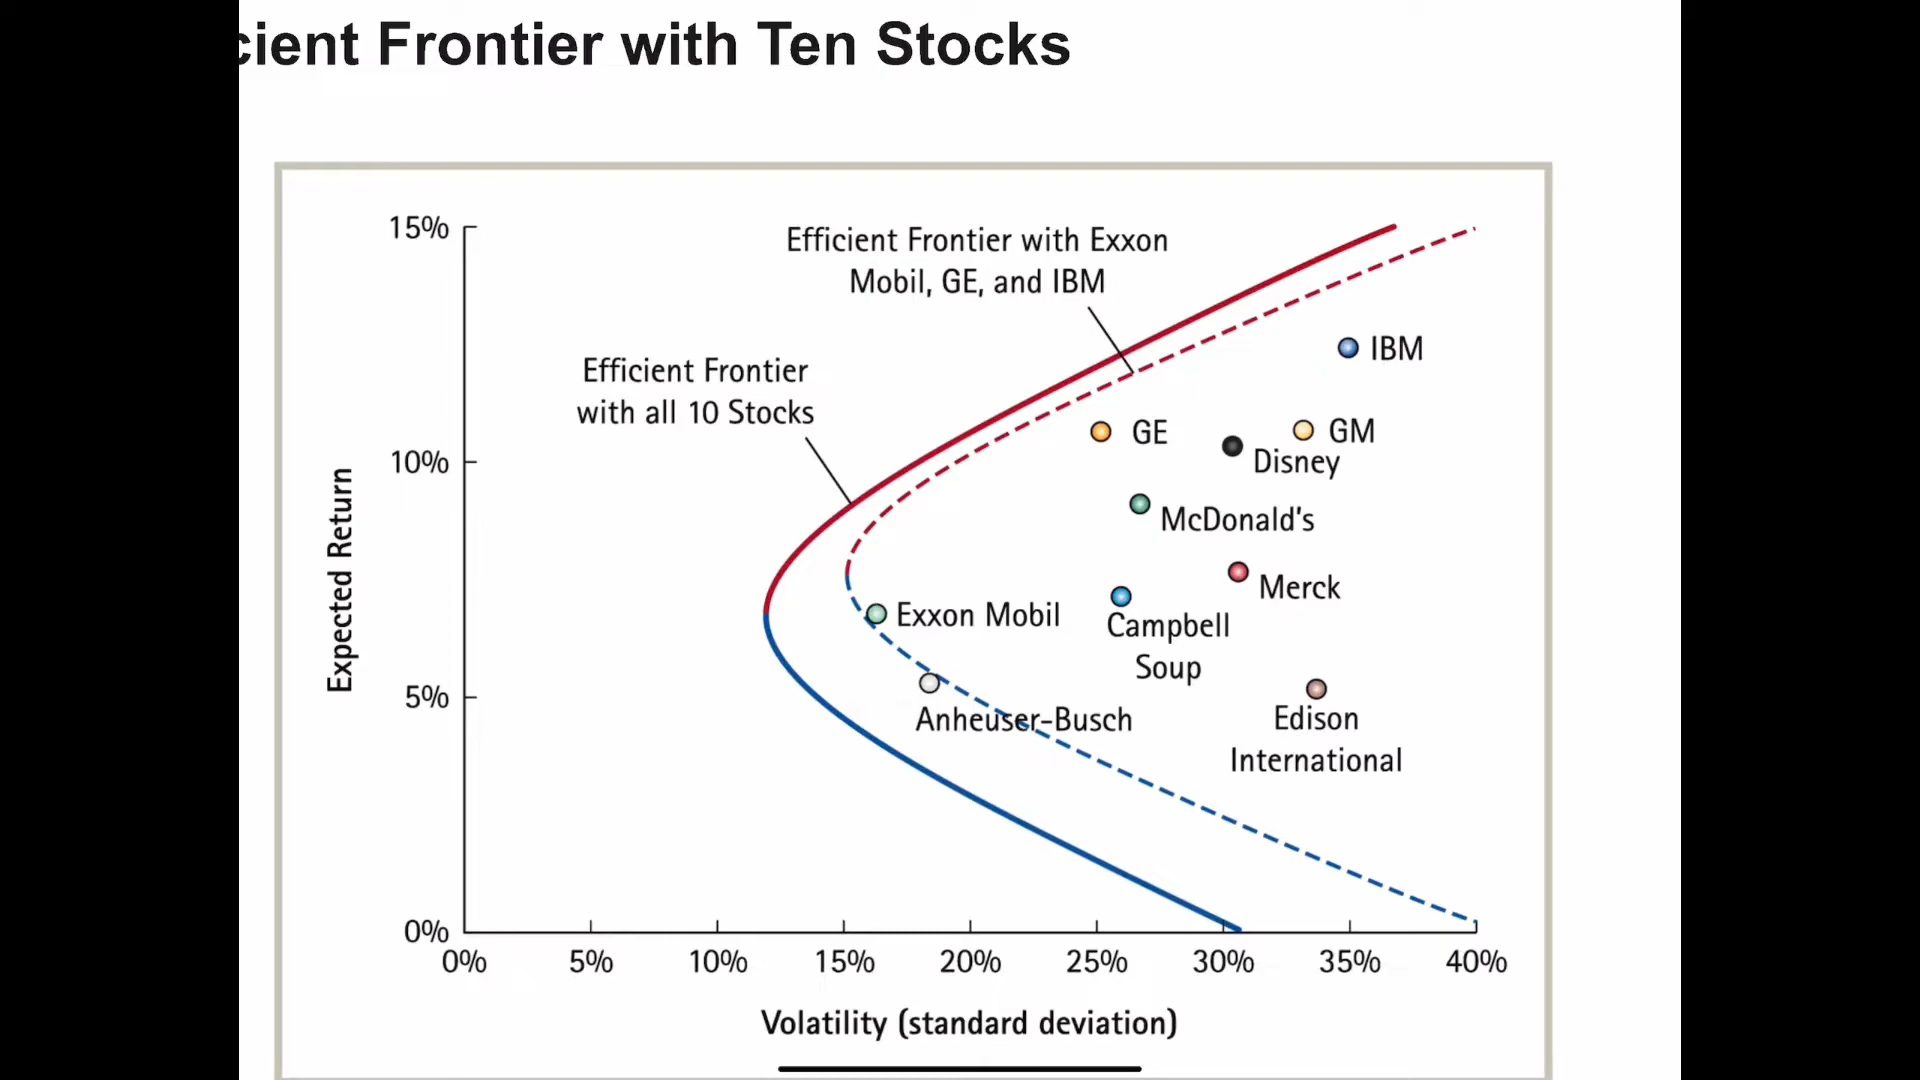 cient Frontier with Ten Stocks
15%
Efficient Frontier with Exxon
Mobil, GE, and IBM
IBM
Efficient Frontier
with all 10 Stocks
GE
GM
Disney
10%
McDonald's
Expected Return
Merck
Exxon Mobil
Campbell
Soup
5%
Anheuser-Busch
Edison
International
0%
0% 5% 10% 15% 20% 25% 30% 35% 40%
Volatility (standard deviation)